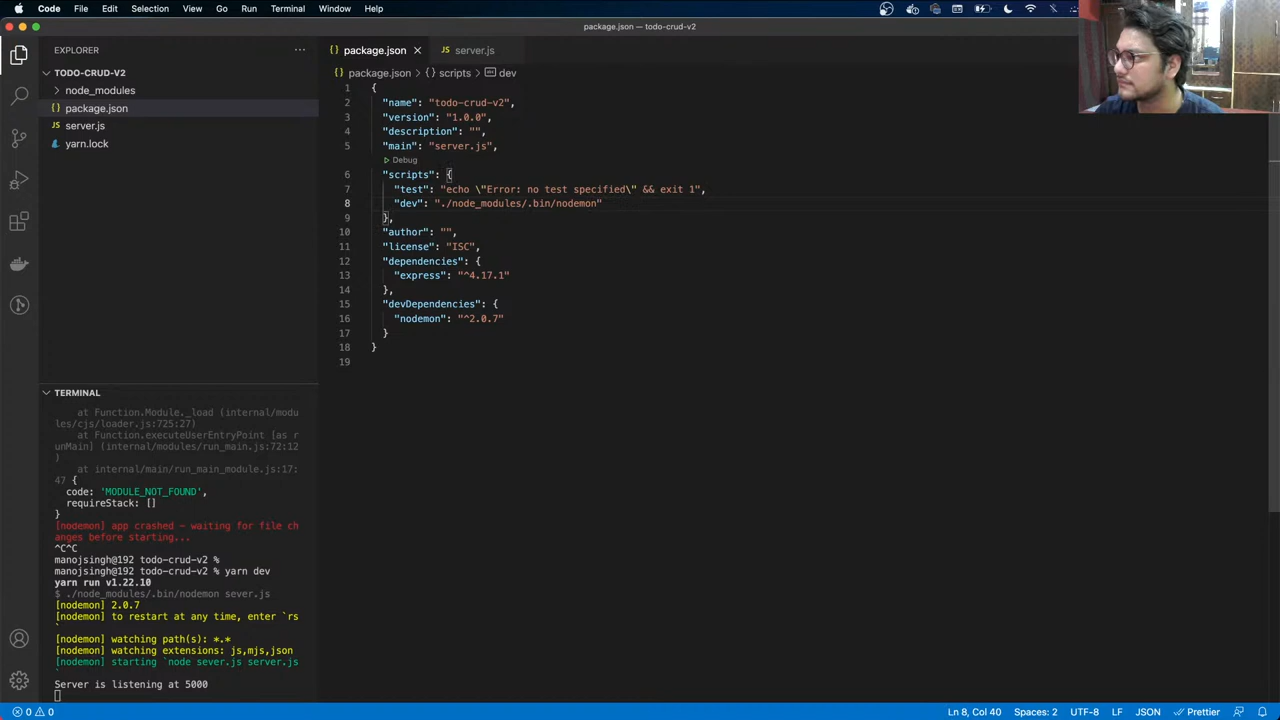 Code File Edit Selection View Go Run Terminal Window Help
package.json — todo-crud-v2
EXPLORER
TODO-CRUD-V2
node_modules
package.json
server.js
yarn.lock
package.json
JS server.js
package.json > {} scripts > dev
1 {
2 "name": "todo-crud-v2",
3 "version": "1.0.0",
4 "description": "",
5 "main": "server.js",
Debug
6 "scripts": {
7 "test": "echo \"Error: no test specified\" && exit 1",
8 "dev": "./node_modules/.bin/nodemon"
9 },
10 "author": "",
11 "license": "ISC",
12 "dependencies": {
13 "express": "^4.17.1"
14 },
15 "devDependencies": {
16 "nodemon": "^2.0.7"
17 }
18 }
19
TERMINAL
at Function.Module._load (internal/modu
les/cjs/loader.js:725:27)
at Function.executeUserEntryPoint [as r
unMain] (internal/modules/run_main.js:72:12
)
at internal/main/run_main_module.js:17:
47 {
code: 'MODULE_NOT_FOUND',
requireStack: []
}
[nodemon] app crashed - waiting for file ch
anges before starting...
^C^C
manojsingh@192 todo-crud-v2 %
manojsingh@192 todo-crud-v2 % yarn dev
yarn run v1.22.10
$ ./node_modules/.bin/nodemon sever.js
[nodemon] 2.0.7
[nodemon] to restart at any time, enter `rs
`
[nodemon] watching path(s): *.*
[nodemon] watching extensions: js,mjs,json
[nodemon] starting `node sever.js server.js
`
Server is listening at 5000
0 0
Ln 8, Col 40 Spaces: 2 UTF-8 LF JSON Prettier